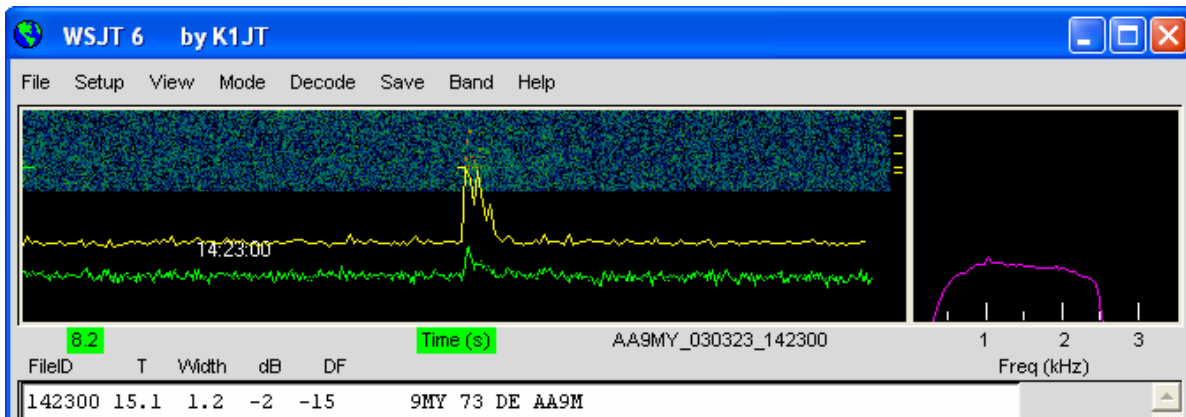 WSJT 6 by K1JT
File Setup View Mode Decode Save Band Help
14:23:00
8.2 Time (s) AA9MY_030323_142300 1 2 3
FileID T Width dB DF Freq (kHz)
142300 15.1 1.2 -2 -15 9MY 73 DE AA9M